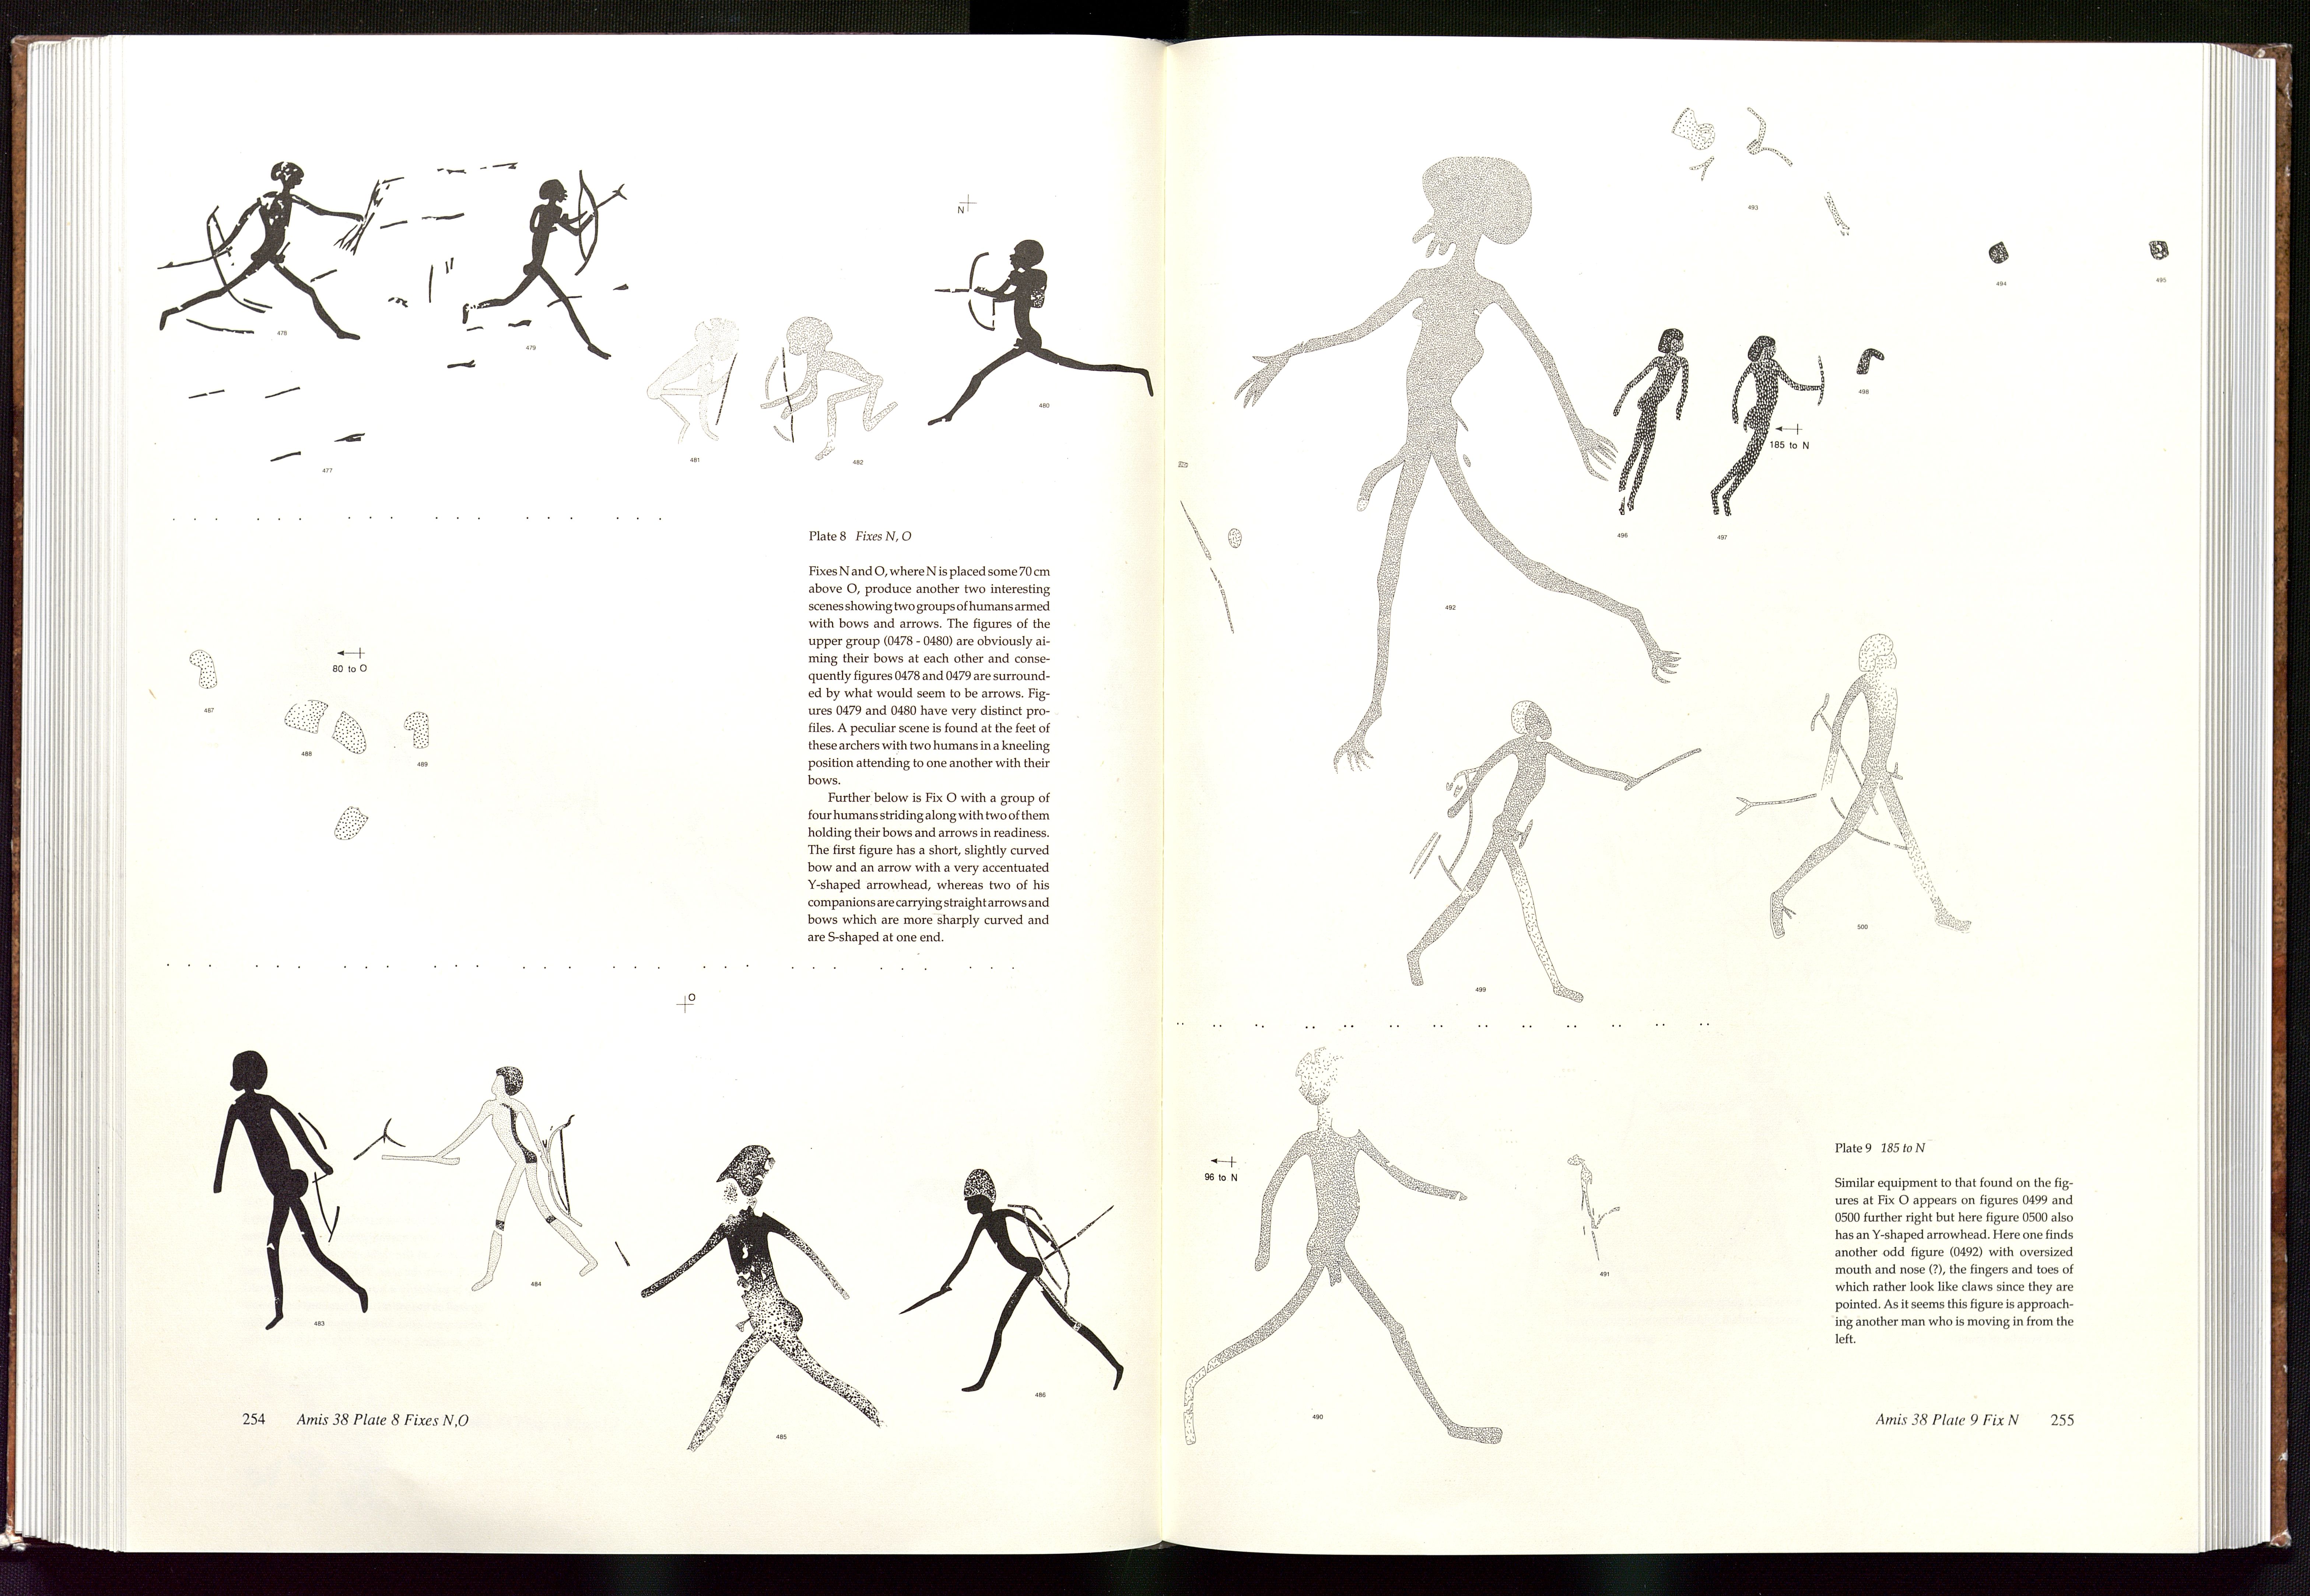 N
478
479
480
481
482
477
Plate 8 Fixes N, O
Fixes N and O, where N is placed some 70 cm
above O, produce another two interesting
scenes showing two groups of humans armed
with bows and arrows. The figures of the
upper group (0478 - 0480) are obviously ai-
ming their bows at each other and conse-
quently figures 0478 and 0479 are surround-
ed by what would seem to be arrows. Fig-
ures 0479 and 0480 have very distinct pro-
files. A peculiar scene is found at the feet of
these archers with two humans in a kneeling
position attending to one another with their
bows.
Further below is Fix O with a group of
four humans striding along with two of them
holding their bows and arrows in readiness.
The first figure has a short, slightly curved
bow and an arrow with a very accentuated
Y-shaped arrowhead, whereas two of his
companions are carrying straight arrows and
bows which are more sharply curved and
are S-shaped at one end.
80 to O
487
488
489
O
483
484
485
486
254 Amis 38 Plate 8 Fixes N,O
493
494
495
498
185 to N
496
497
492
500
499
96 to N
491
490
Plate 9 185 to N
Similar equipment to that found on the fig-
ures at Fix O appears on figures 0499 and
0500 further right but here figure 0500 also
has an Y-shaped arrowhead. Here one finds
another odd figure (0492) with oversized
mouth and nose (?), the fingers and toes of
which rather look like claws since they are
pointed. As it seems this figure is approach-
ing another man who is moving in from the
left.
Amis 38 Plate 9 Fix N 255